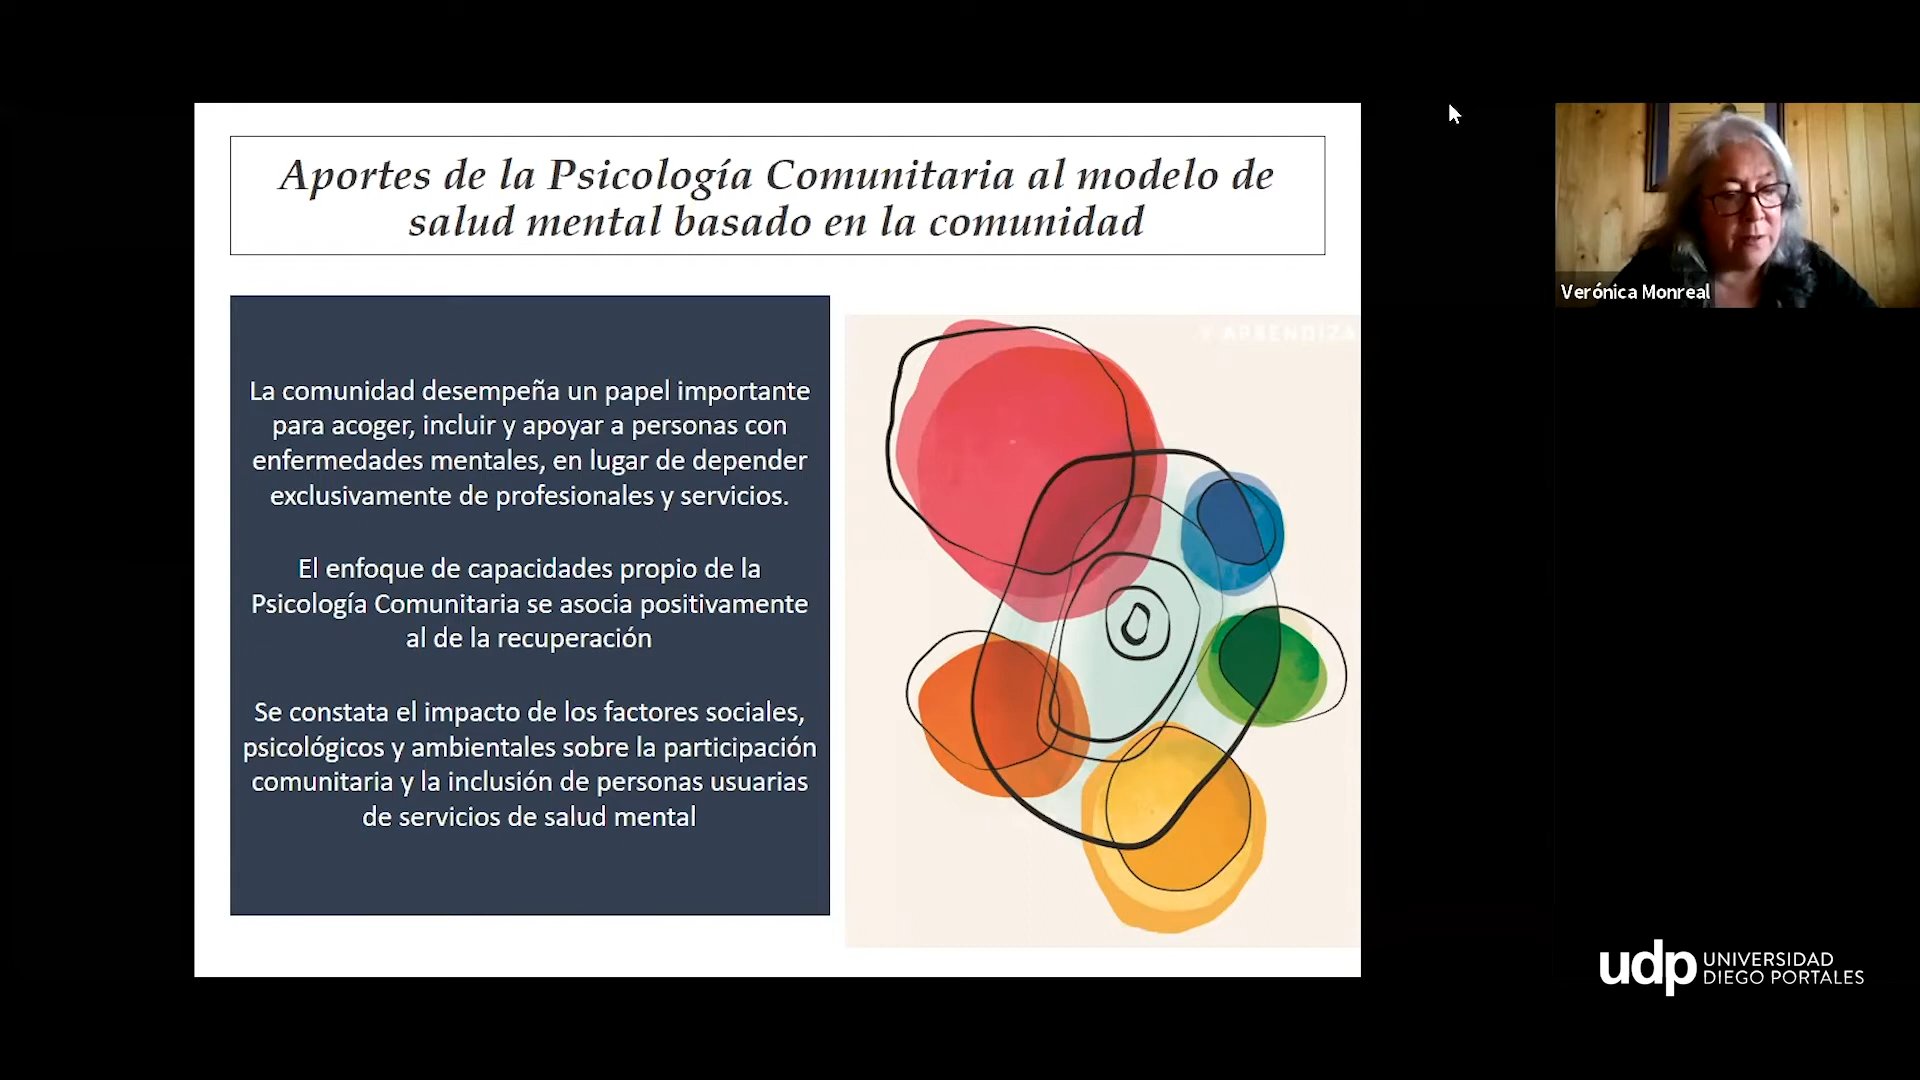 Aportes de la Psicología Comunitaria al modelo de
salud mental basado en la comunidad
La comunidad desempeña un papel importante
para acoger, incluir y apoyar a personas con
enfermedades mentales, en lugar de depender
exclusivamente de profesionales y servicios.
El enfoque de capacidades propio de la
Psicología Comunitaria se asocia positivamente
al de la recuperación
Se constata el impacto de los factores sociales,
psicológicos y ambientales sobre la participación
comunitaria y la inclusión de personas usuarias
de servicios de salud mental
Y APRENDIZA
Verónica Monreal
udp UNIVERSIDAD
DIEGO PORTALES